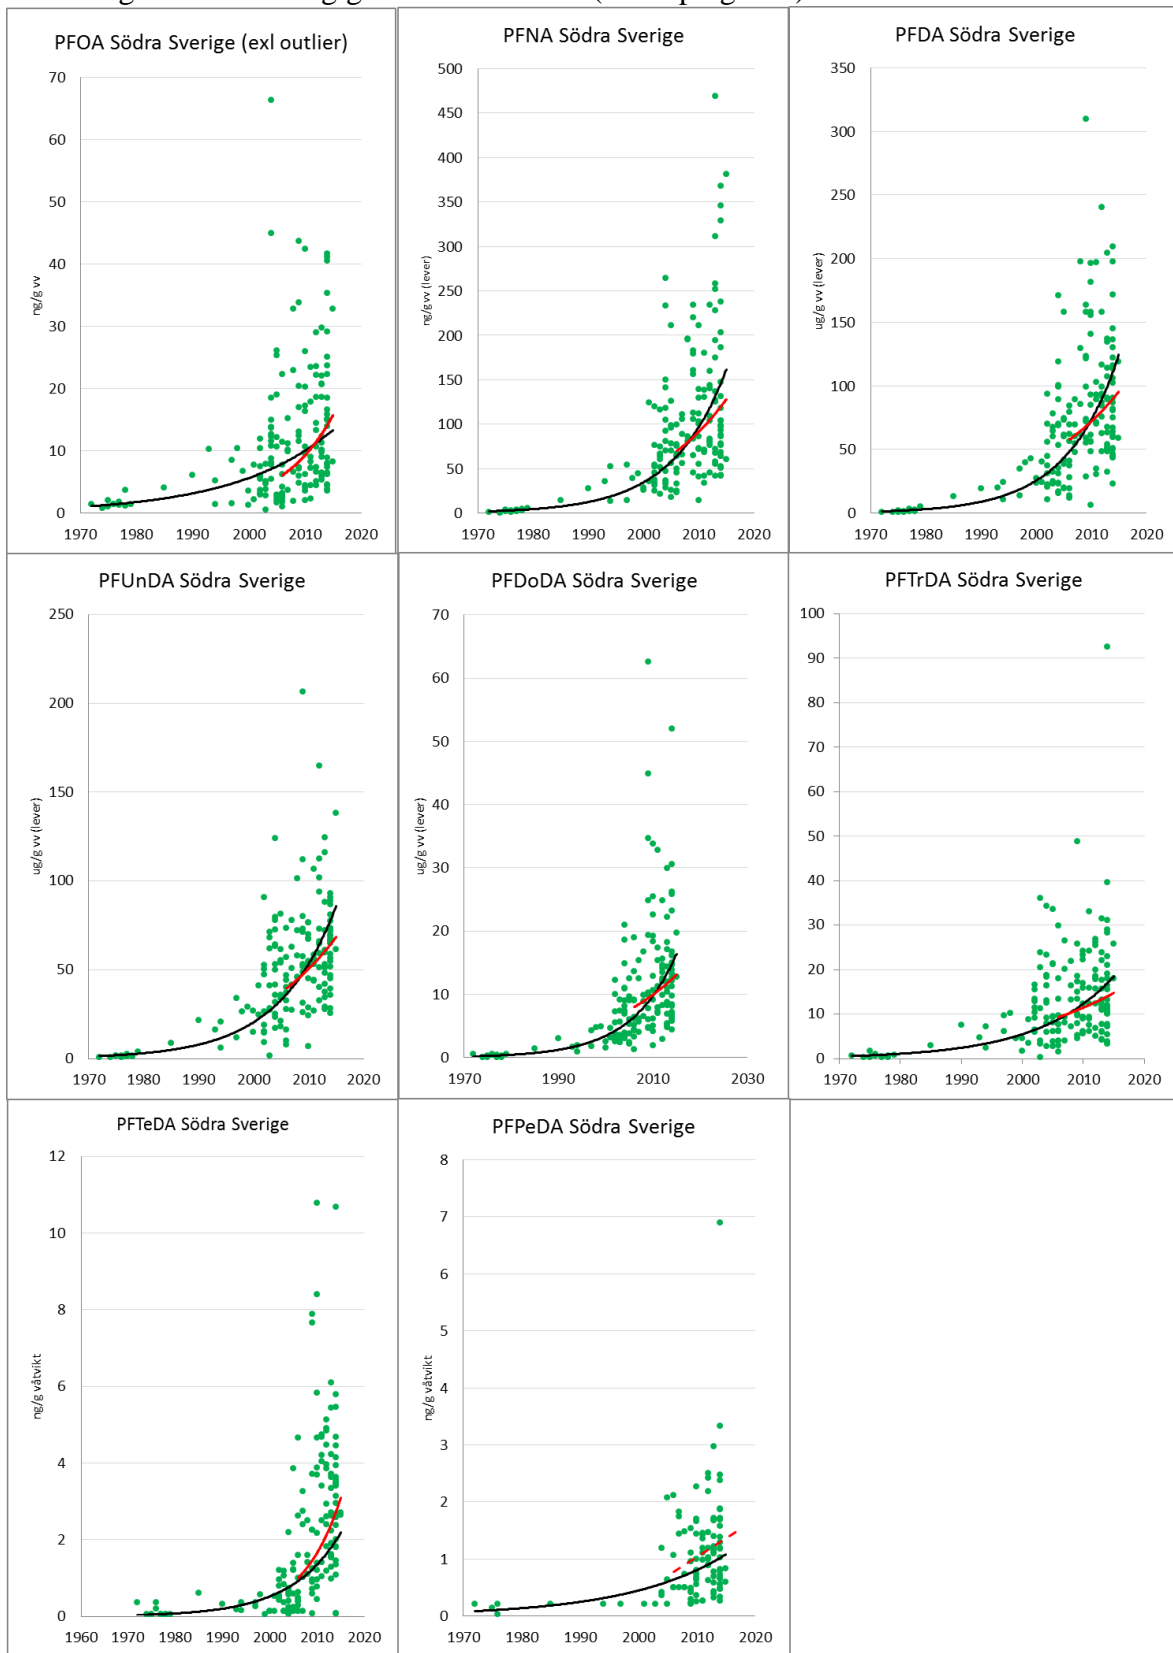 PFOA Södra Sverige (exl outlier)
70
60
50
40
30
20
10
0
ng/g vv
1970 1980 1990 2000 2010 2020
PFNA Södra Sverige
500
450
400
350
300
250
200
150
100
50
0
ng/g vv (lever)
1970 1980 1990 2000 2010 2020
PFDA Södra Sverige
350
300
250
200
150
100
50
0
ug/g vv (lever)
1970 1980 1990 2000 2010 2020
PFUnDA Södra Sverige
250
200
150
100
50
0
ug/g vv (lever)
1970 1980 1990 2000 2010 2020
PFDoDA Södra Sverige
70
60
50
40
30
20
10
0
ug/g vv (lever)
1970 1980 1990 2000 2010 2020 2030
PFTrDA Södra Sverige
100
90
80
70
60
50
40
30
20
10
0
1970 1980 1990 2000 2010 2020
PFTeDA Södra Sverige
12
10
8
6
4
2
0
ng/g våtvikt
1960 1970 1980 1990 2000 2010 2020
PFPeDA Södra Sverige
8
7
6
5
4
3
2
1
0
ng/g våtvikt
1970 1980 1990 2000 2010 2020